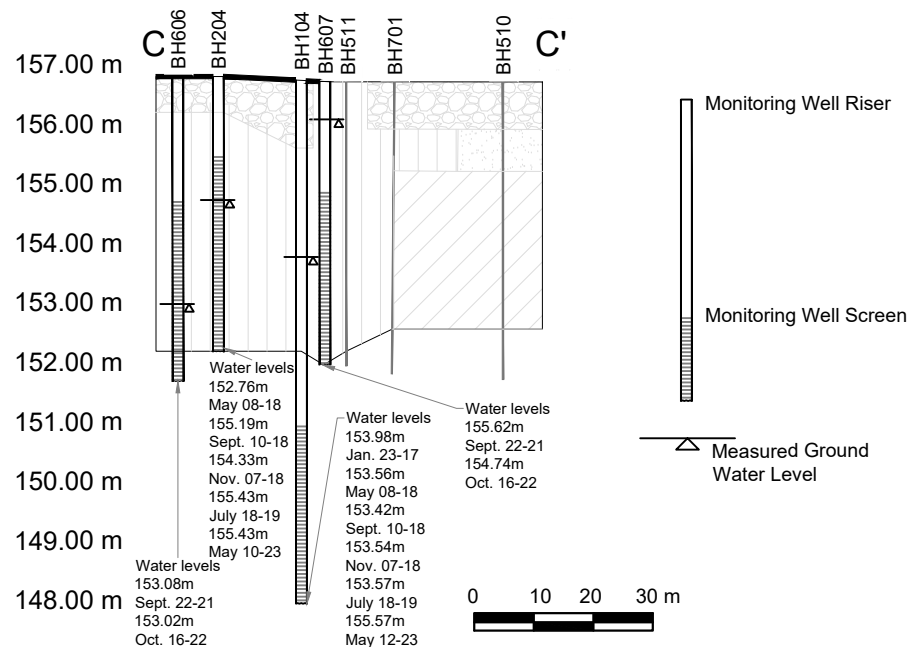 C
BH606
BH204
BH104
BH607
BH511
BH701
BH510
C'
157.00 m
156.00 m
155.00 m
154.00 m
153.00 m
152.00 m
151.00 m
150.00 m
149.00 m
148.00 m
Water levels
153.08m
Sept. 22-21
153.02m
Oct. 16-22
Water levels
152.76m
May 08-18
155.19m
Sept. 10-18
154.33m
Nov. 07-18
155.43m
July 18-19
155.43m
May 10-23
Water levels
153.98m
Jan. 23-17
153.56m
May 08-18
153.42m
Sept. 10-18
153.54m
Nov. 07-18
153.57m
July 18-19
155.57m
May 12-23
Water levels
155.62m
Sept. 22-21
154.74m
Oct. 16-22
Monitoring Well Riser
Monitoring Well Screen
Measured Ground
Water Level
0 10 20 30 m